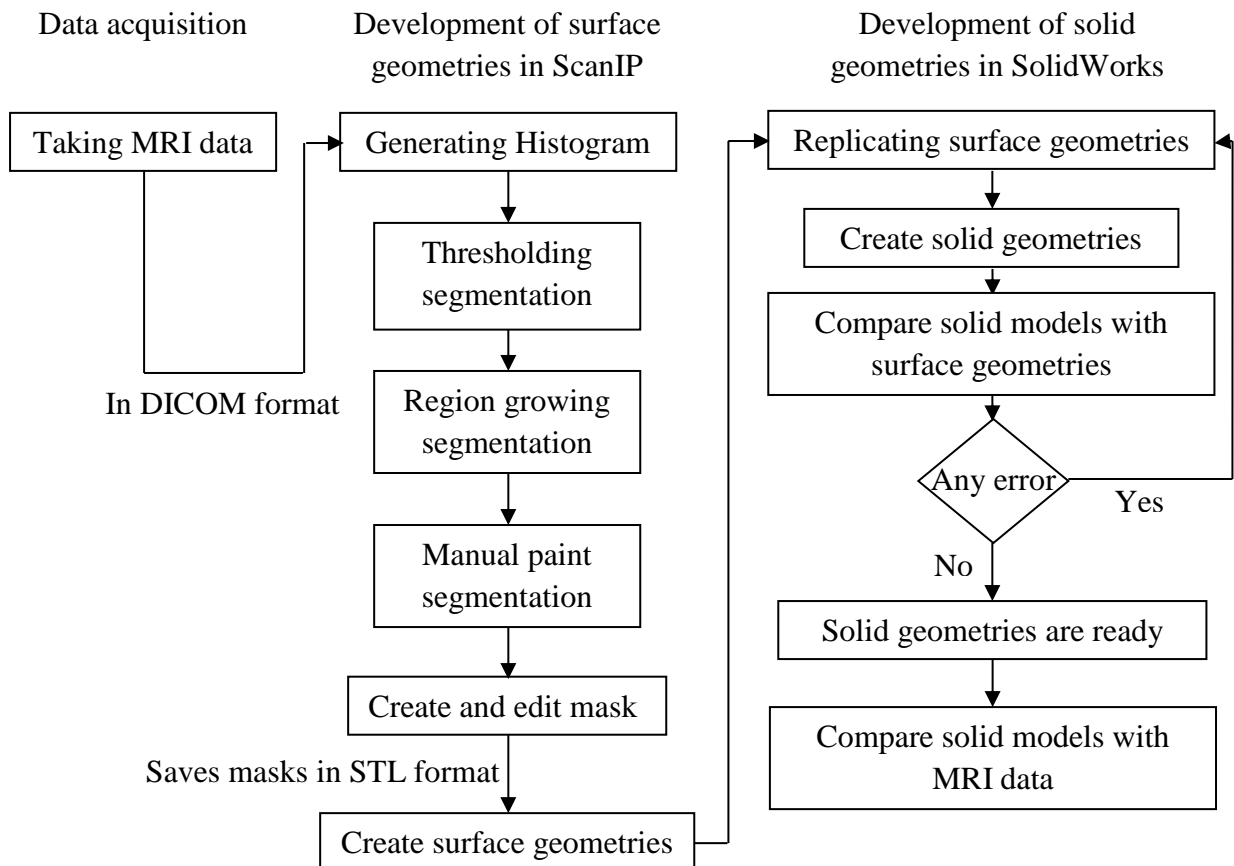 Data acquisition
Development of surface
geometries in ScanIP
Development of solid
geometries in SolidWorks
Taking MRI data
In DICOM format
Generating Histogram
Thresholding
segmentation
Region growing
segmentation
Manual paint
segmentation
Create and edit mask
Saves masks in STL format
Create surface geometries
Replicating surface geometries
Create solid geometries
Compare solid models with
surface geometries
Any error
Yes
No
Solid geometries are ready
Compare solid models with
MRI data